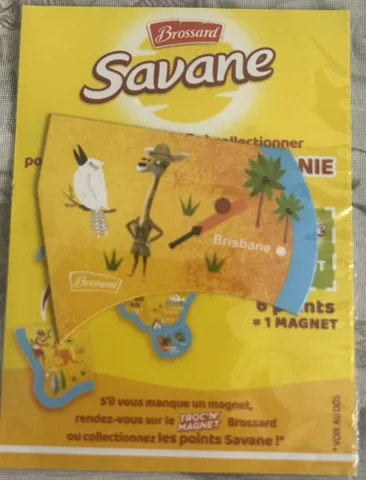 Brossard
Savane
collectionner
NIE
Brisbane
Brossard
6 points
= 1 MAGNET
S'il vous manque un magnet,
rendez-vous sur le TROC'N' MAGNET Brossard
ou collectionnez les points Savane !*
* VOIR AU DOS